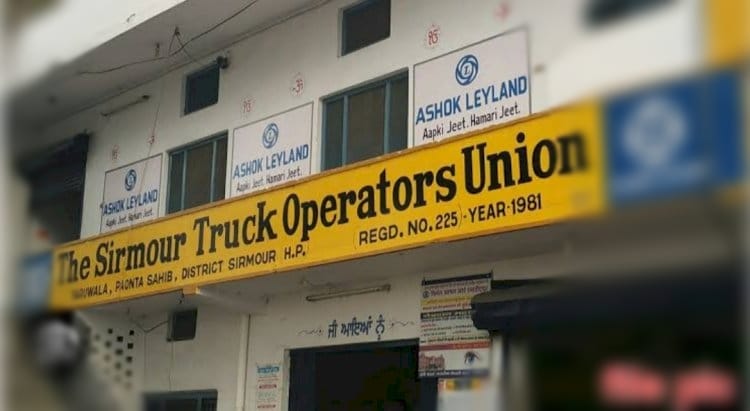 ASHOK LEYLAND
Aapki Jeet. Hamari Jeet.
ASHOK LEYLAND
Aapki Jeet. Hamari Jeet.
ASHOK LEYLAND
Aapki Jeet. Hamari Jeet.
The Sirmour Truck Operators Union
PAONTA SAHIB, DISTRICT SIRMOUR H.P. (REGD. NO. 225)-YEAR-1981
ਜੀ ਆਇਆਂ ਨੂੰ